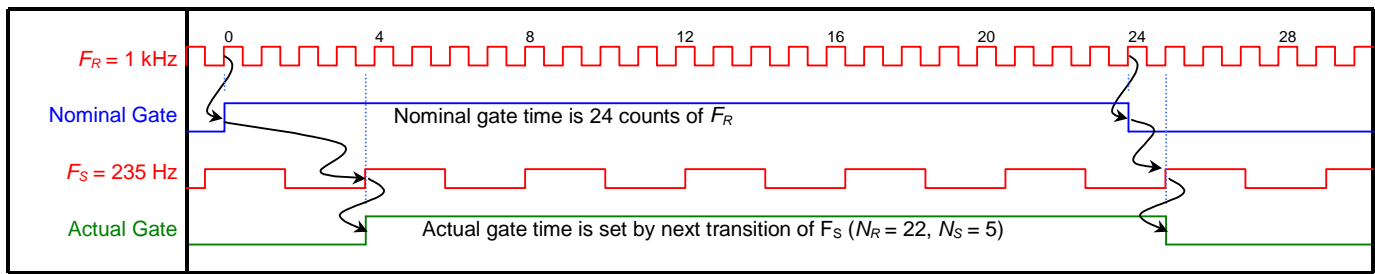 0 4 8 12 16 20 24 28
F_R = 1 kHz
Nominal Gate Nominal gate time is 24 counts of F_R
F_S = 235 Hz
Actual Gate Actual gate time is set by next transition of F_S (N_R = 22, N_S = 5)